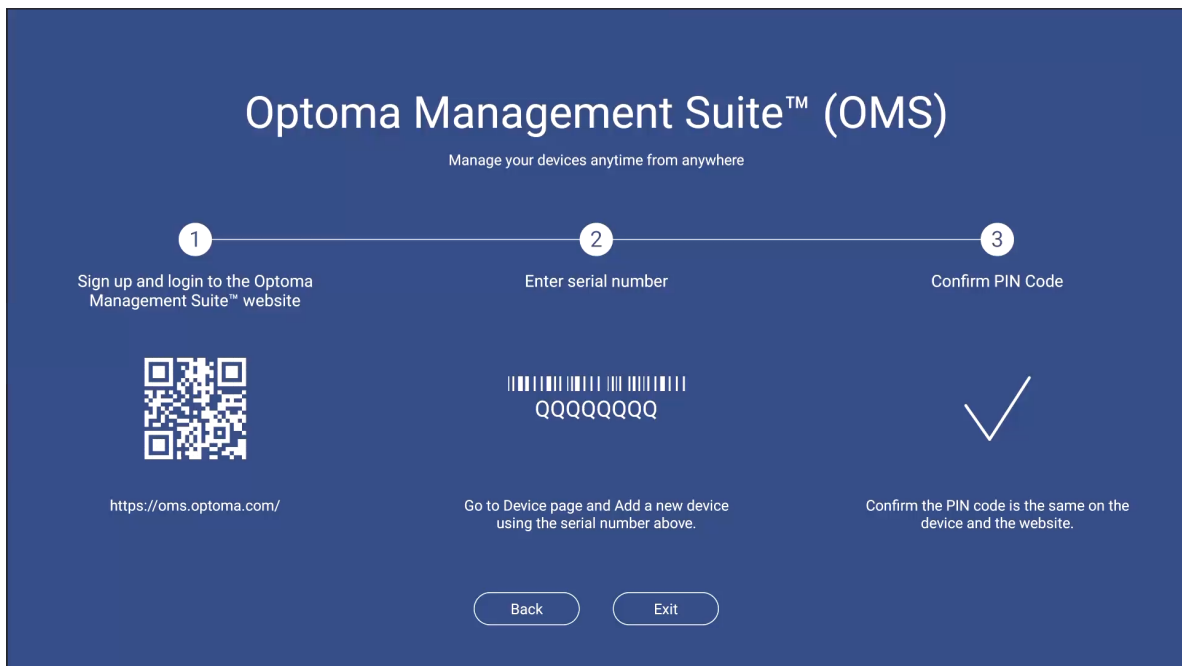 Optoma Management Suite™ (OMS)
Manage your devices anytime from anywhere
1
2
3
Sign up and login to the Optoma
Management Suite™ website
Enter serial number
Confirm PIN Code
QQQQQQQQ
https://oms.optoma.com/
Go to Device page and Add a new device
using the serial number above.
Confirm the PIN code is the same on the
device and the website.
Back
Exit